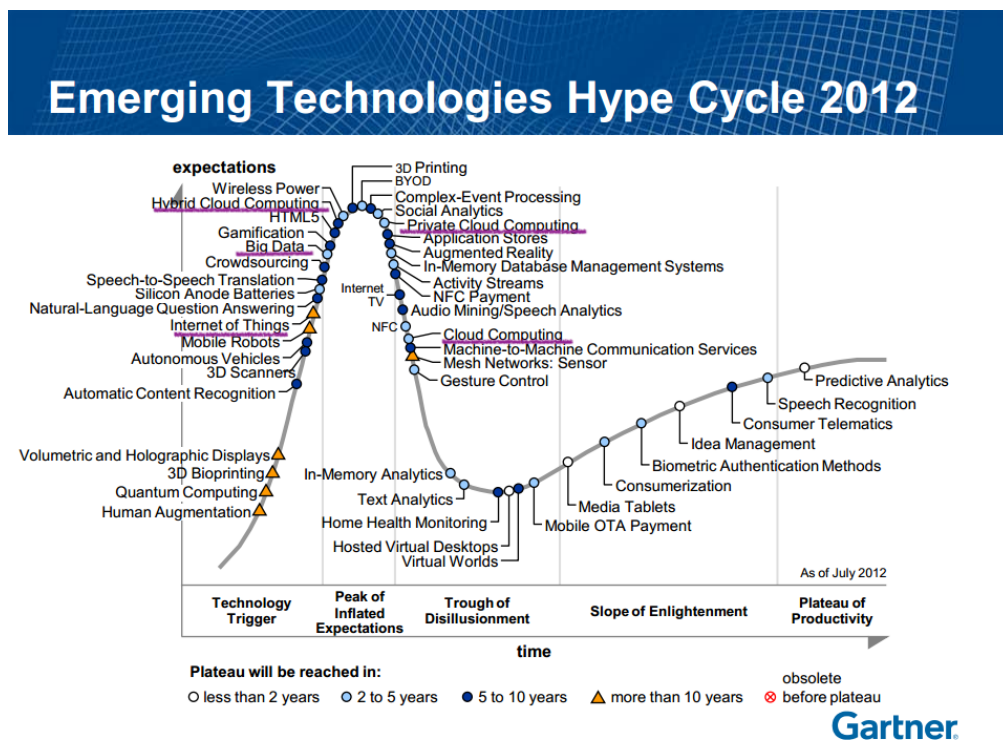 Emerging Technologies Hype Cycle 2012
expectations
3D Printing
BYOD
Wireless Power
Complex-Event Processing
Hybrid Cloud Computing
Social Analytics
HTML5
Private Cloud Computing
Gamification
Application Stores
Big Data
Augmented Reality
Crowdsourcing
In-Memory Database Management Systems
Speech-to-Speech Translation
Activity Streams
Silicon Anode Batteries
Internet
TV
NFC Payment
Natural-Language Question Answering
Audio Mining/Speech Analytics
Internet of Things
NFC
Cloud Computing
Mobile Robots
Machine-to-Machine Communication Services
Autonomous Vehicles
Mesh Networks: Sensor
3D Scanners
Gesture Control
Automatic Content Recognition
Predictive Analytics
Speech Recognition
Consumer Telematics
Idea Management
Volumetric and Holographic Displays
Biometric Authentication Methods
3D Bioprinting
In-Memory Analytics
Consumerization
Quantum Computing
Text Analytics
Media Tablets
Human Augmentation
Home Health Monitoring
Mobile OTA Payment
Hosted Virtual Desktops
Virtual Worlds
As of July 2012
Technology
Trigger
Peak of
Inflated
Expectations
Trough of
Disillusionment
Slope of Enlightenment
Plateau of
Productivity
time
Plateau will be reached in:
less than 2 years
2 to 5 years
5 to 10 years
more than 10 years
obsolete
before plateau
Gartner